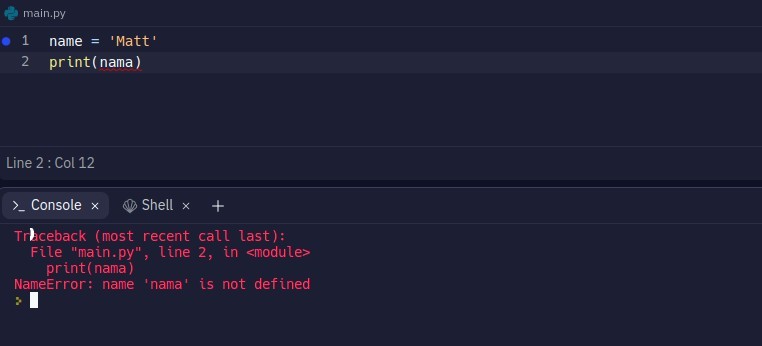 main.py
1 name = 'Matt'
2 print(nama)
Line 2 : Col 12
>_ Console × Shell × +
Traceback (most recent call last):
  File "main.py", line 2, in <module>
    print(nama)
NameError: name 'nama' is not defined